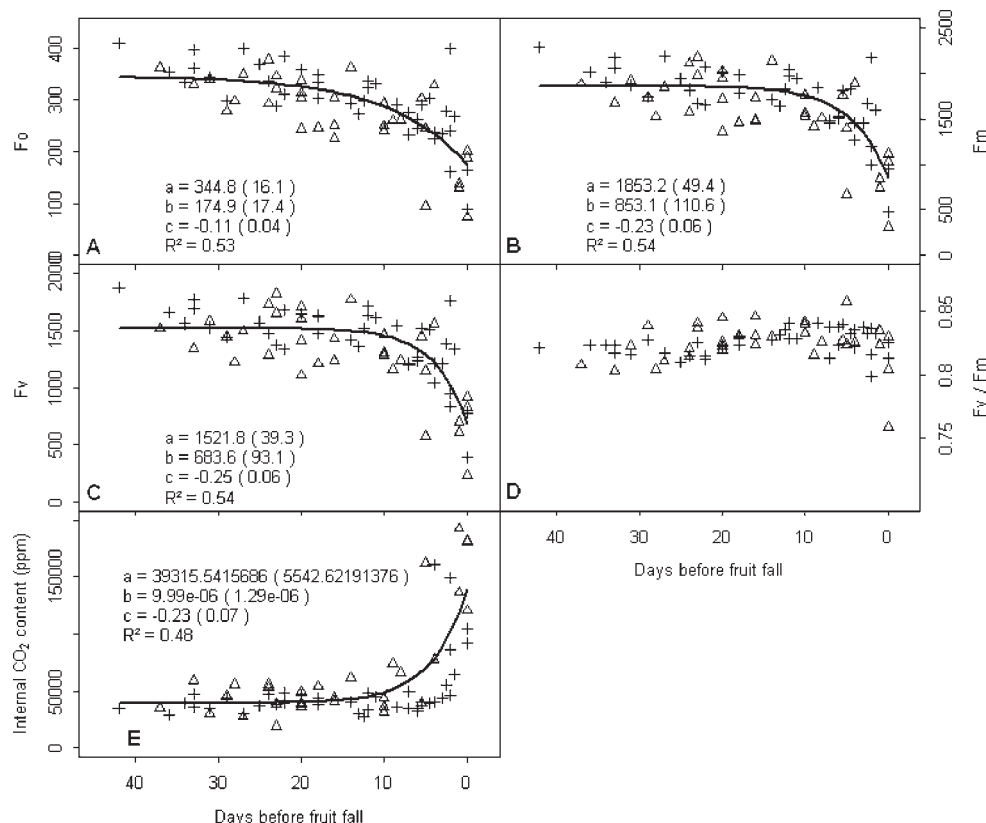 400
300
200
100
0
Fo
a = 344.8 ( 16.1 )
b = 174.9 ( 17.4 )
c = -0.11 ( 0.04 )
R² = 0.53
A
2500
1500
500
0
Fm
a = 1853.2 ( 49.4 )
b = 853.1 ( 110.6 )
c = -0.23 ( 0.06 )
R² = 0.54
B
2000
1500
1000
500
0
Fv
a = 1521.8 ( 39.3 )
b = 683.6 ( 93.1 )
c = -0.25 ( 0.06 )
R² = 0.54
C
0.85
0.8
0.75
Fv / Fm
D
40 30 20 10 0
Days before fruit fall
150000
50000
0
Internal CO₂ content (ppm)
a = 39315.5415686 ( 5542.62191376)
b = 9.99e-06 ( 1.29e-06 )
c = -0.23 ( 0.07 )
R² = 0.48
E
40 30 20 10 0
Days before fruit fall